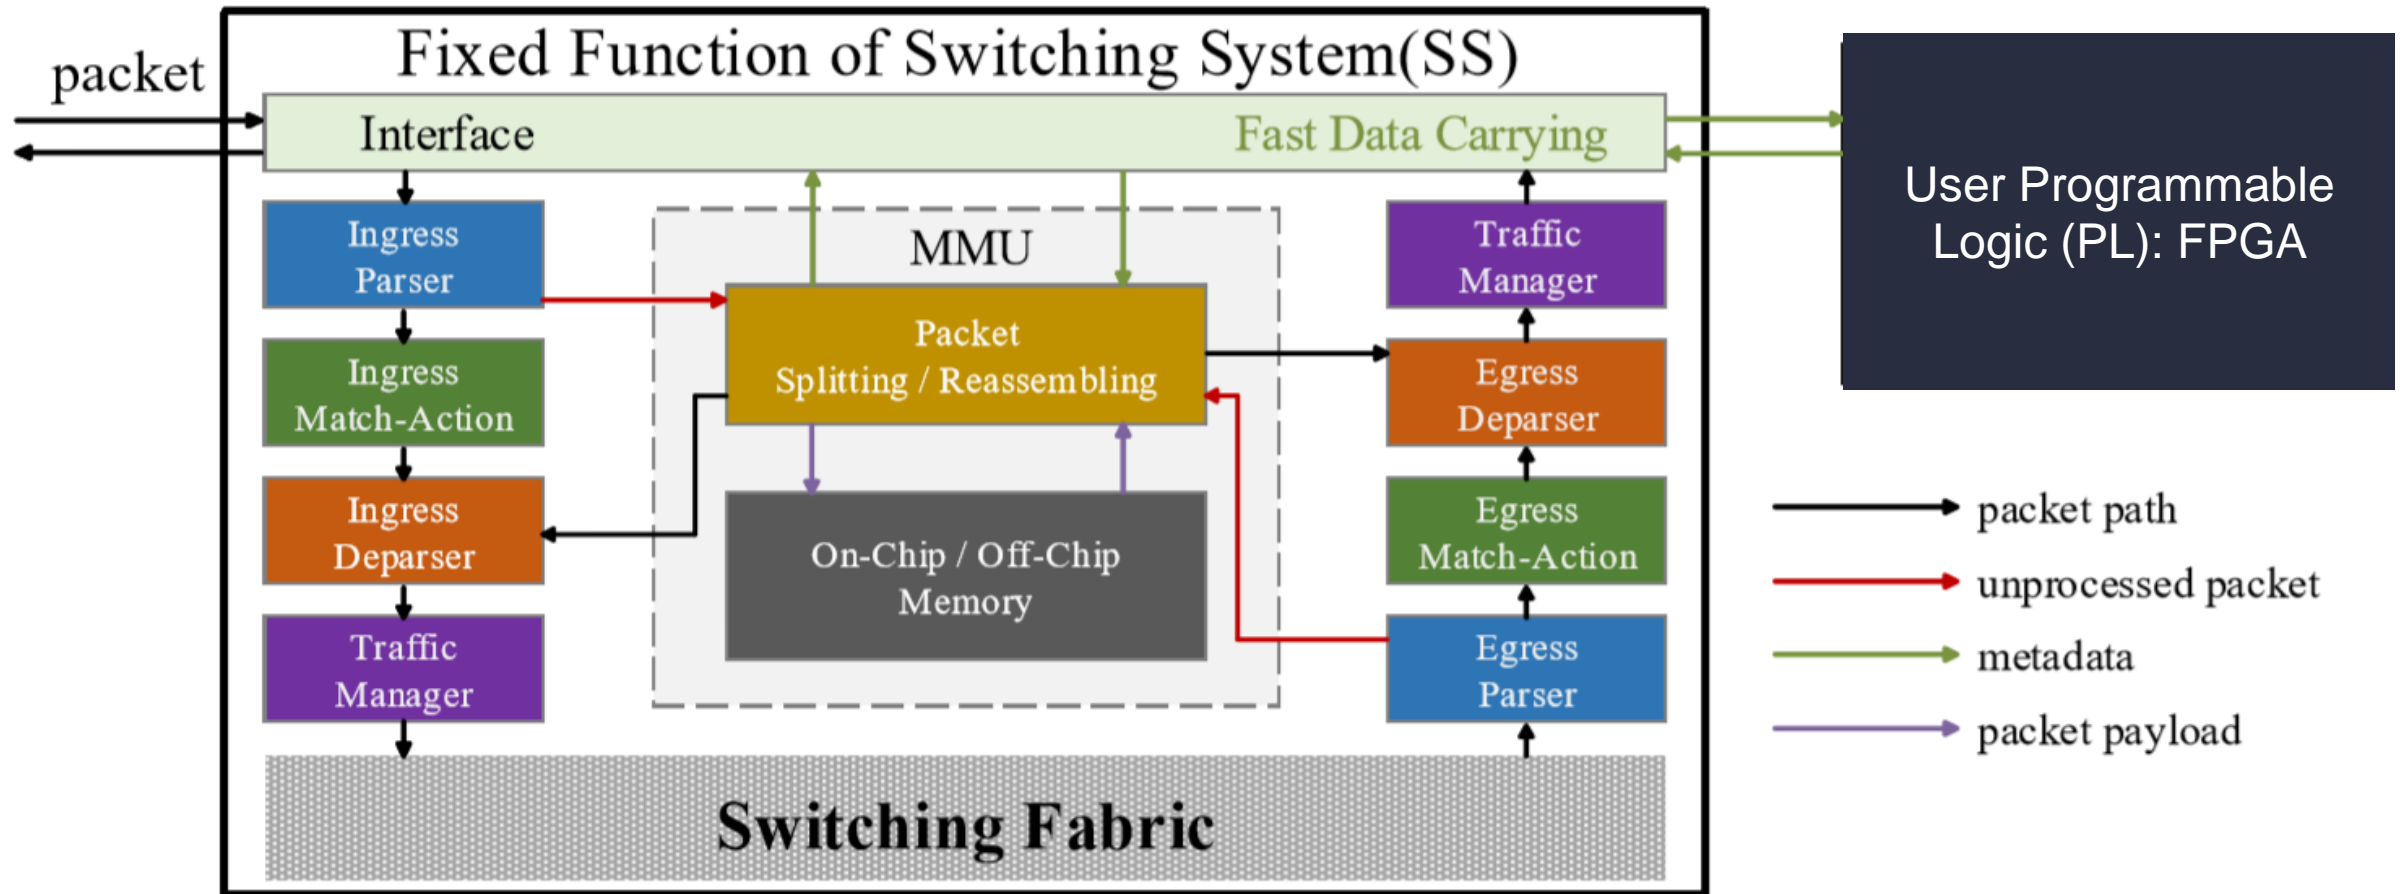 Fixed Function of Switching System(SS)
packet
Interface
Fast Data Carrying
User Programmable
Logic (PL): FPGA
Ingress
Parser
Ingress
Match-Action
Ingress
Deparser
Traffic
Manager
MMU
Packet
Splitting / Reassembling
On-Chip / Off-Chip
Memory
Traffic
Manager
Egress
Deparser
Egress
Match-Action
Egress
Parser
Switching Fabric
packet path
unprocessed packet
metadata
packet payload